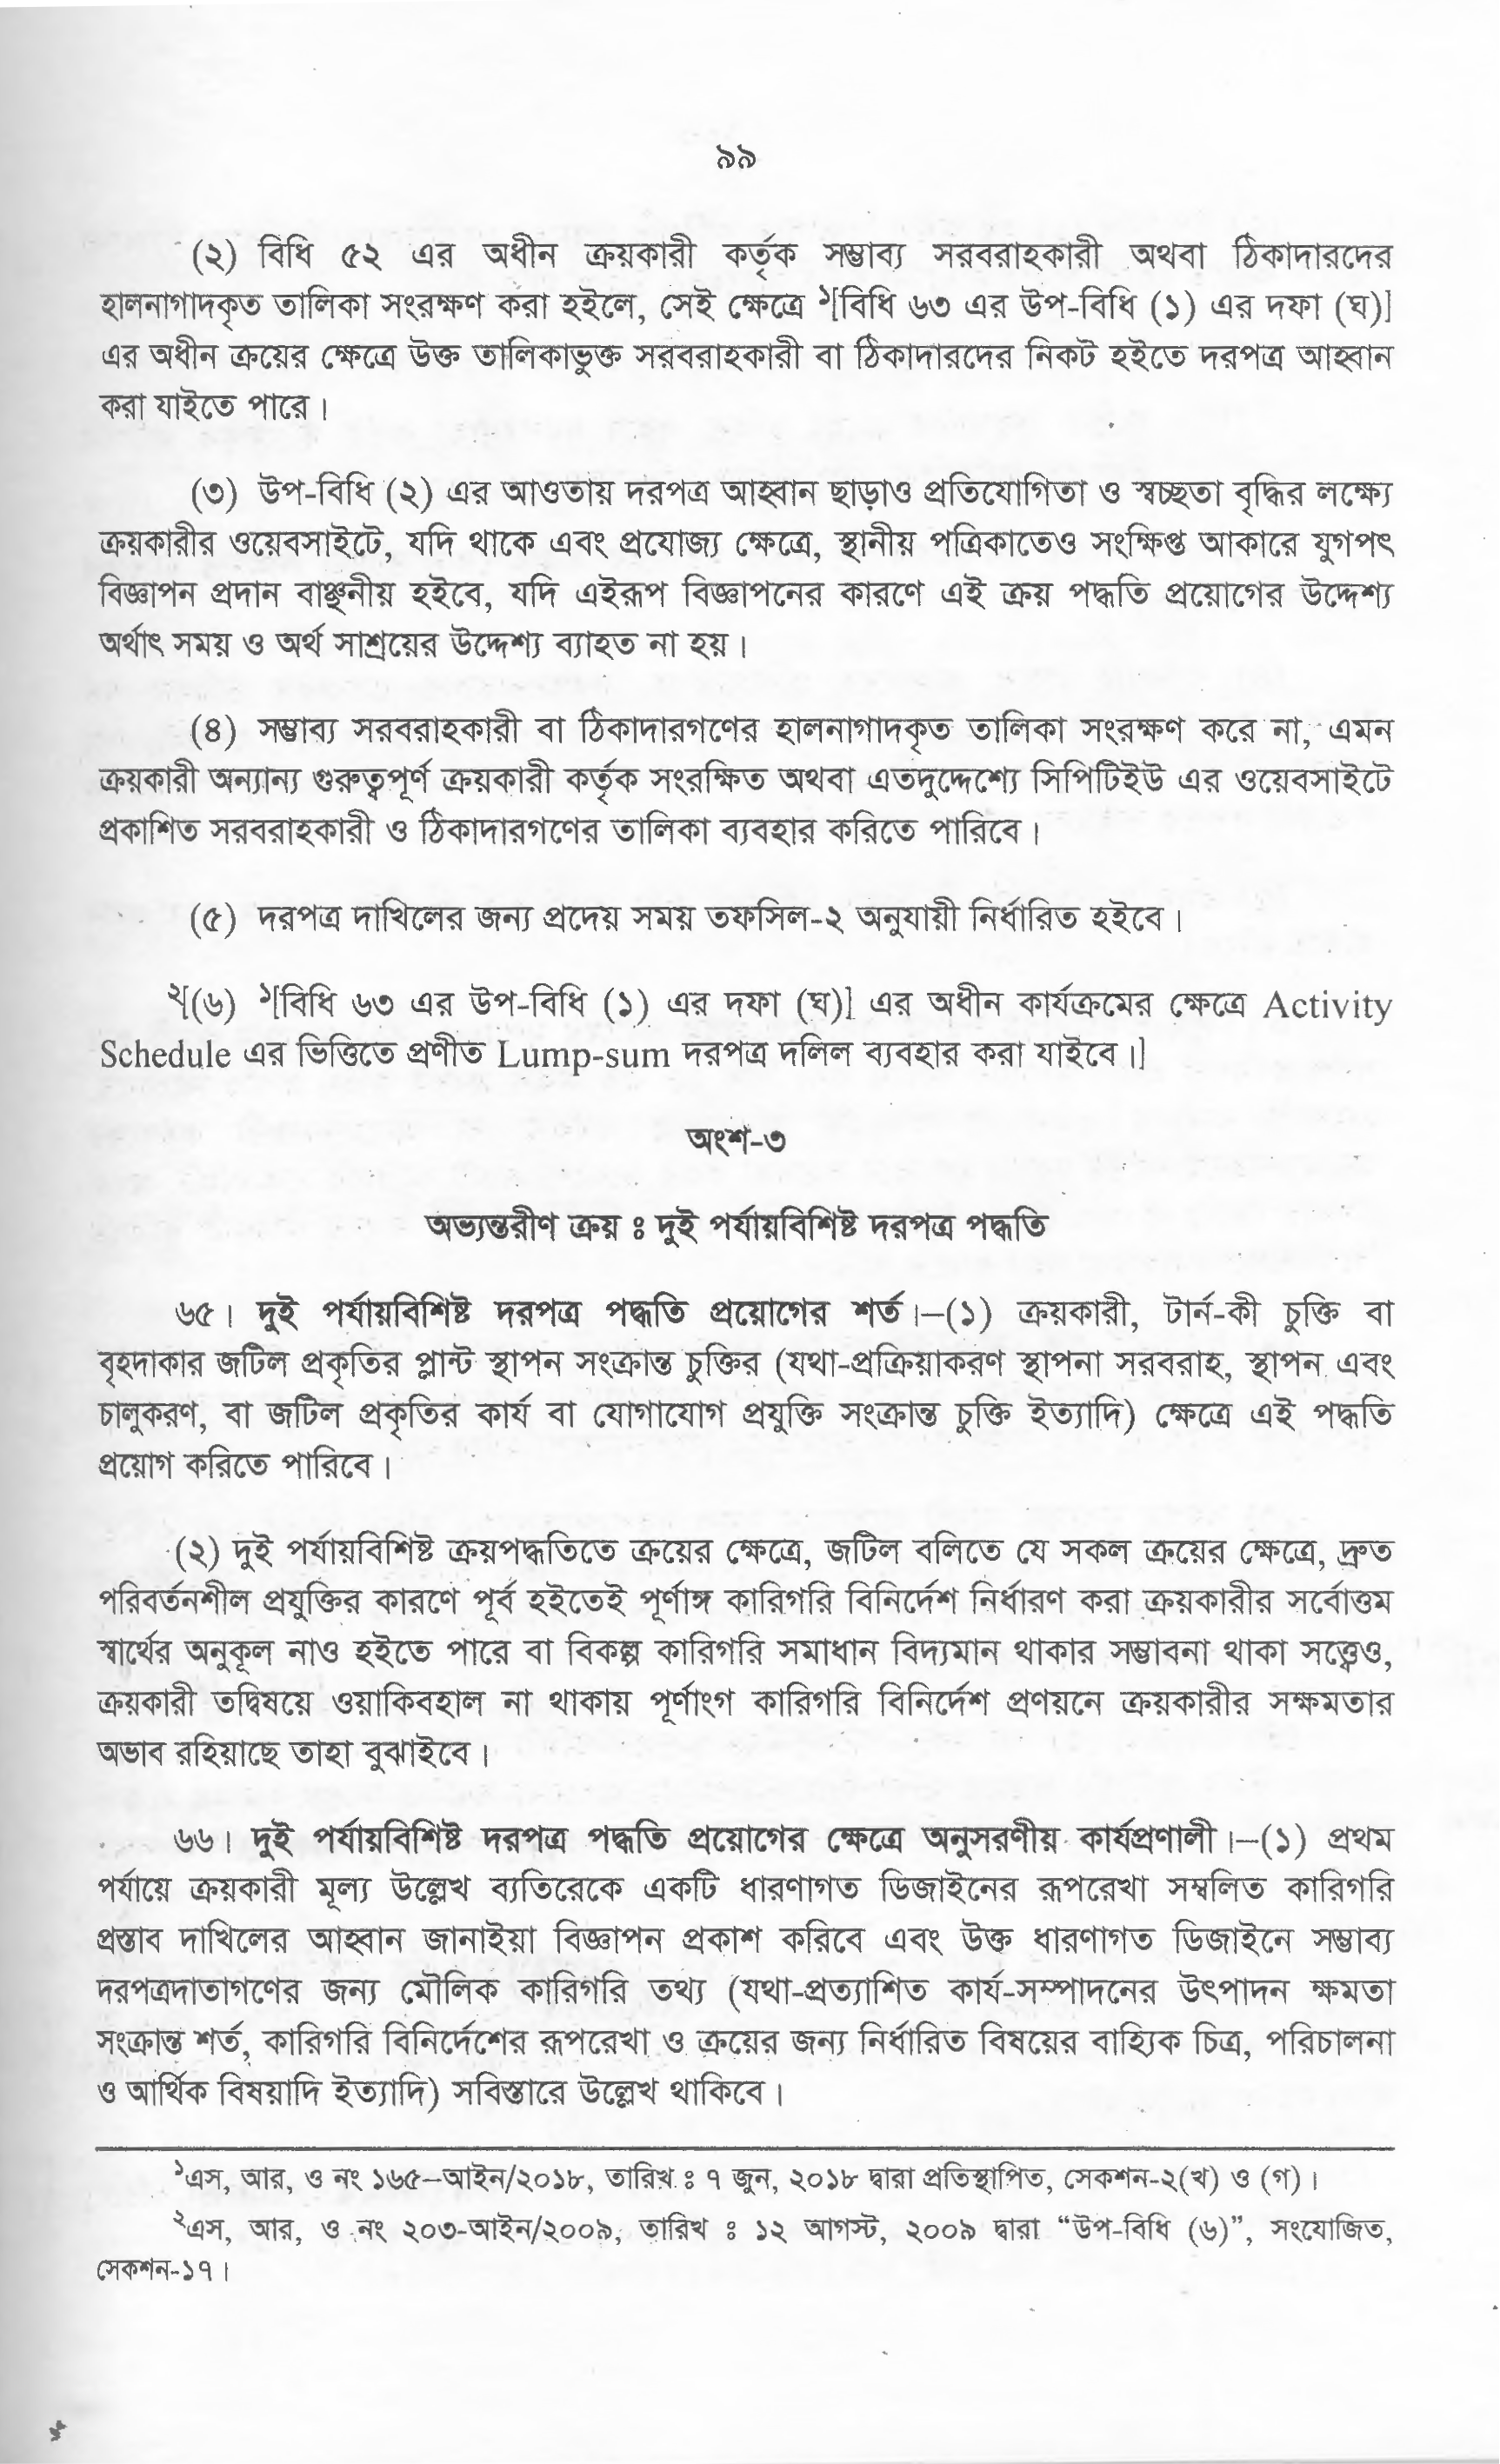 ৯৯
(২) বিধি ৫২ এর অধীন ক্রয়কারী কর্তৃক সম্ভাব্য সরবরাহকারী অথবা ঠিকাদারদের
হালনাগাদকৃত তালিকা সংরক্ষণ করা হইলে, সেই ক্ষেত্রে ১[বিধি ৬৩ এর উপ-বিধি (১) এর দফা (ঘ)]
এর অধীন ক্রয়ের ক্ষেত্রে উক্ত তালিকাভুক্ত সরবরাহকারী বা ঠিকাদারদের নিকট হইতে দরপত্র আহ্বান
করা যাইতে পারে।
(৩) উপ-বিধি (২) এর আওতায় দরপত্র আহ্বান ছাড়াও প্রতিযোগিতা ও স্বচ্ছতা বৃদ্ধির লক্ষ্যে
ক্রয়কারীর ওয়েবসাইটে, যদি থাকে এবং প্রযোজ্য ক্ষেত্রে, স্থানীয় পত্রিকাতেও সংক্ষিপ্ত আকারে যুগপৎ
বিজ্ঞাপন প্রদান বাঞ্ছনীয় হইবে, যদি এইরূপ বিজ্ঞাপনের কারণে এই ক্রয় পদ্ধতি প্রয়োগের উদ্দেশ্য
অর্থাৎ সময় ও অর্থ সাশ্রয়ের উদ্দেশ্য ব্যাহত না হয়।
(৪) সম্ভাব্য সরবরাহকারী বা ঠিকাদারগণের হালনাগাদকৃত তালিকা সংরক্ষণ করে না, এমন
ক্রয়কারী অন্যান্য গুরুত্বপূর্ণ ক্রয়কারী কর্তৃক সংরক্ষিত অথবা এতদুদ্দেশ্যে সিপিটিইউ এর ওয়েবসাইটে
প্রকাশিত সরবরাহকারী ও ঠিকাদারগণের তালিকা ব্যবহার করিতে পারিবে।
(৫) দরপত্র দাখিলের জন্য প্রদেয় সময় তফসিল-২ অনুযায়ী নির্ধারিত হইবে।
২[(৬) ১[বিধি ৬৩ এর উপ-বিধি (১) এর দফা (ঘ)] এর অধীন কার্যক্রমের ক্ষেত্রে Activity
Schedule এর ভিত্তিতে প্রণীত Lump-sum দরপত্র দলিল ব্যবহার করা যাইবে।]
অংশ-৩
অভ্যন্তরীণ ক্রয় ঃ দুই পর্যায়বিশিষ্ট দরপত্র পদ্ধতি
৬৫। দুই পর্যায়বিশিষ্ট দরপত্র পদ্ধতি প্রয়োগের শর্ত।–(১) ক্রয়কারী, টার্ন-কী চুক্তি বা
বৃহদাকার জটিল প্রকৃতির প্লান্ট স্থাপন সংক্রান্ত চুক্তির (যথা-প্রক্রিয়াকরণ স্থাপনা সরবরাহ, স্থাপন এবং
চালুকরণ, বা জটিল প্রকৃতির কার্য বা যোগাযোগ প্রযুক্তি সংক্রান্ত চুক্তি ইত্যাদি) ক্ষেত্রে এই পদ্ধতি
প্রয়োগ করিতে পারিবে।
(২) দুই পর্যায়বিশিষ্ট ক্রয়পদ্ধতিতে ক্রয়ের ক্ষেত্রে, জটিল বলিতে যে সকল ক্রয়ের ক্ষেত্রে, দ্রুত
পরিবর্তনশীল প্রযুক্তির কারণে পূর্ব হইতেই পূর্ণাঙ্গ কারিগরি বিনির্দেশ নির্ধারণ করা ক্রয়কারীর সর্বোত্তম
স্বার্থের অনুকূল নাও হইতে পারে বা বিকল্প কারিগরি সমাধান বিদ্যমান থাকার সম্ভাবনা থাকা সত্ত্বেও,
ক্রয়কারী তদ্বিষয়ে ওয়াকিবহাল না থাকায় পূর্ণাংগ কারিগরি বিনির্দেশ প্রণয়নে ক্রয়কারীর সক্ষমতার
অভাব রহিয়াছে তাহা বুঝাইবে।
৬৬। দুই পর্যায়বিশিষ্ট দরপত্র পদ্ধতি প্রয়োগের ক্ষেত্রে অনুসরণীয় কার্যপ্রণালী।–(১) প্রথম
পর্যায়ে ক্রয়কারী মূল্য উল্লেখ ব্যতিরেকে একটি ধারণাগত ডিজাইনের রূপরেখা সম্বলিত কারিগরি
প্রস্তাব দাখিলের আহ্বান জানাইয়া বিজ্ঞাপন প্রকাশ করিবে এবং উক্ত ধারণাগত ডিজাইনে সম্ভাব্য
দরপত্রদাতাগণের জন্য মৌলিক কারিগরি তথ্য (যথা-প্রত্যাশিত কার্য-সম্পাদনের উৎপাদন ক্ষমতা
সংক্রান্ত শর্ত, কারিগরি বিনির্দেশের রূপরেখা ও ক্রয়ের জন্য নির্ধারিত বিষয়ের বাহ্যিক চিত্র, পরিচালনা
ও আর্থিক বিষয়াদি ইত্যাদি) সবিস্তারে উল্লেখ থাকিবে।
১এস, আর, ও নং ১৬৫–আইন/২০১৮, তারিখ ঃ ৭ জুন, ২০১৮ দ্বারা প্রতিস্থাপিত, সেকশন-২(খ) ও (গ)।
২এস, আর, ও নং ২০৩-আইন/২০০৯, তারিখ ঃ ১২ আগস্ট, ২০০৯ দ্বারা “উপ-বিধি (৬)”, সংযোজিত,
সেকশন-১৭।